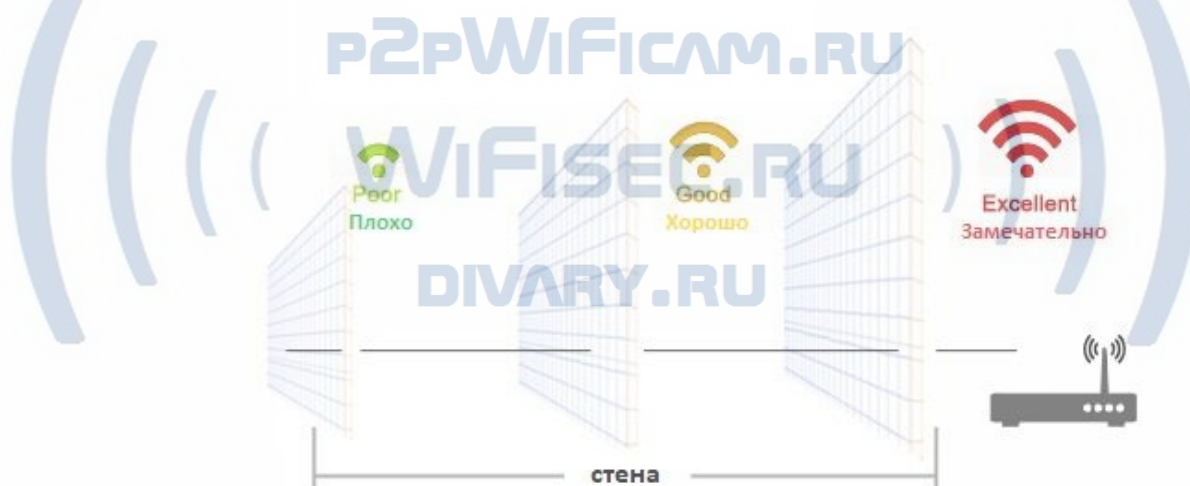 P2PWIFICAM.RU
WIFISEC.RU
Poor
Плохо
Good
Хорошо
Excellent
Замечательно
DIVARY.RU
стена